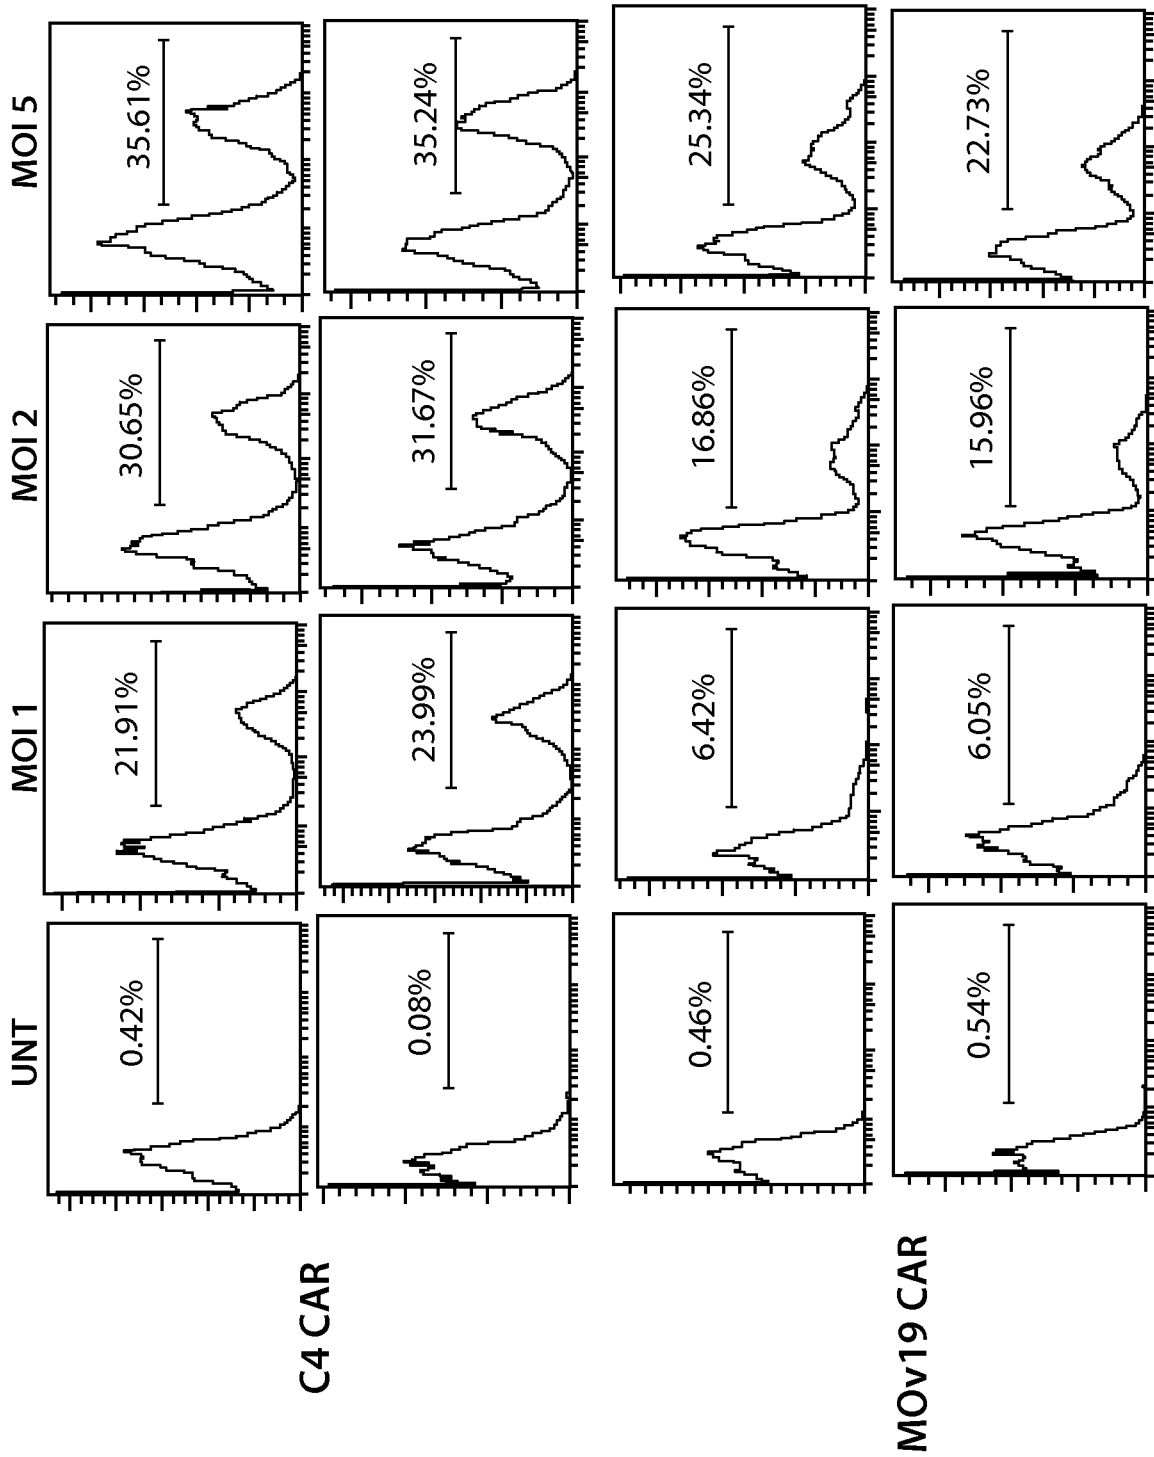 UNT MOI 1 MOI 2 MOI 5
0.42% 21.91% 30.65% 35.61%
C4 CAR
0.08% 23.99% 31.67% 35.24%
0.46% 6.42% 16.86% 25.34%
MOv19 CAR
0.54% 6.05% 15.96% 22.73%